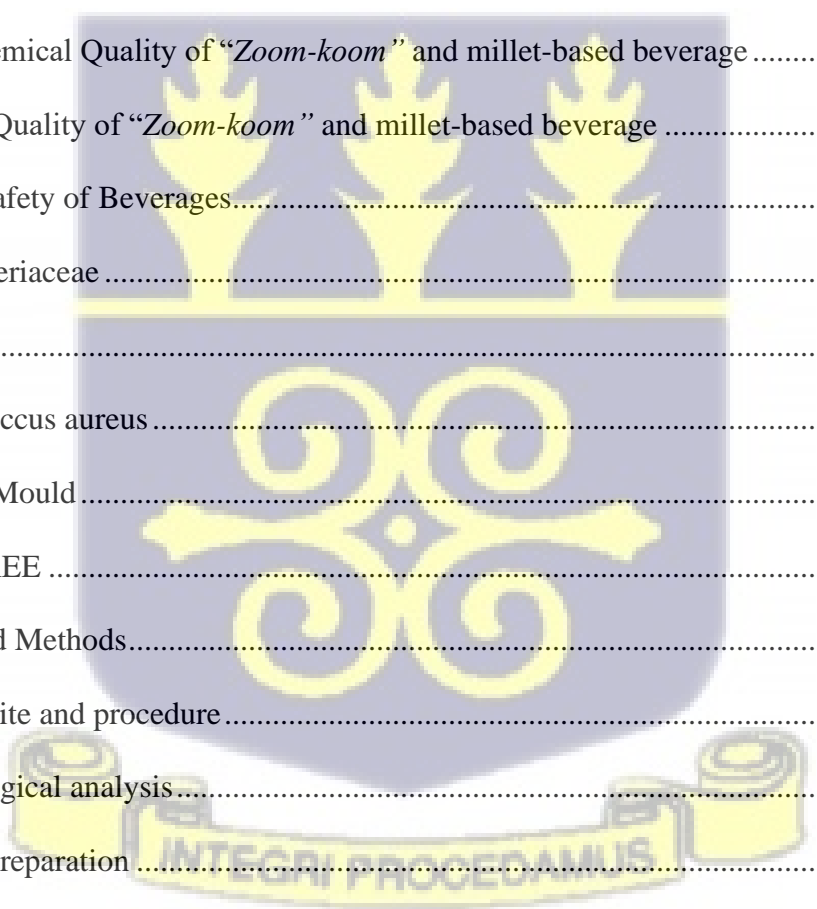 emical Quality of “Zoom-koom” and millet-based beverage ........
Quality of “Zoom-koom” and millet-based beverage ..................
afety of Beverages.......................................................................
eriaceae .......................................................................................
....................................................................................................
ccus aureus ..................................................................................
Mould ..........................................................................................
REE ..............................................................................................
d Methods.....................................................................................
ite and procedure .........................................................................
gical analysis ...............................................................................
reparation .....................................................................................
INTEGRI PROCEDAMUS